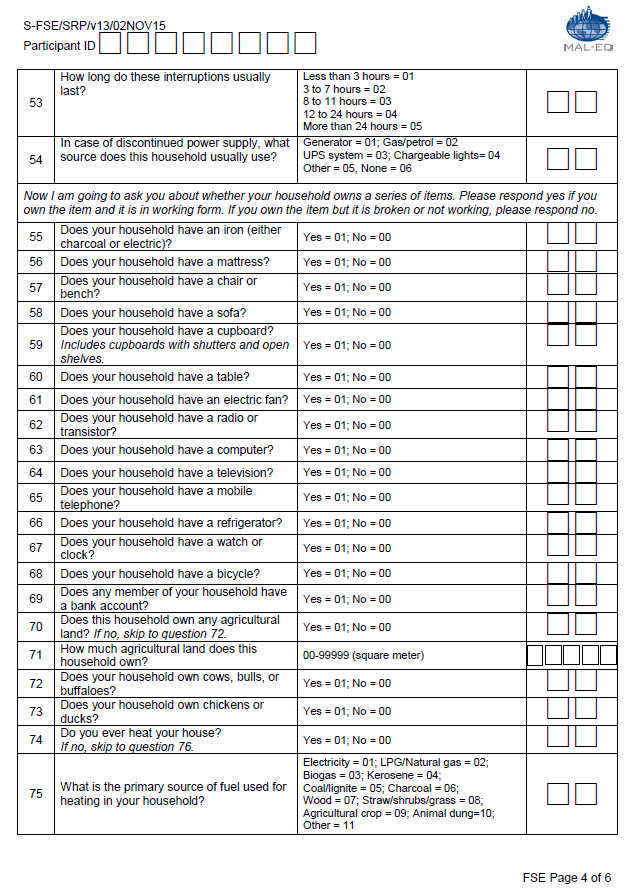 S-FSE/SRP/v13/02NOV15
Participant ID
MAL-ED
53
How long do these interruptions usually
last?
Less than 3 hours = 01
3 to 7 hours = 02
8 to 11 hours = 03
12 to 24 hours = 04
More than 24 hours = 05
54
In case of discontinued power supply, what
source does this household usually use?
Generator = 01; Gas/petrol = 02
UPS system = 03; Chargeable lights= 04
Other = 05, None = 06
Now I am going to ask you about whether your household owns a series of items. Please respond yes if you
own the item and it is in working form. If you own the item but it is broken or not working, please respond no.
55
Does your household have an iron (either
charcoal or electric)?
Yes = 01; No = 00
56
Does your household have a mattress?
Yes = 01; No = 00
57
Does your household have a chair or
bench?
Yes = 01; No = 00
58
Does your household have a sofa?
Yes = 01; No = 00
59
Does your household have a cupboard?
Includes cupboards with shutters and open
shelves.
Yes = 01; No = 00
60
Does your household have a table?
Yes = 01; No = 00
61
Does your household have an electric fan?
Yes = 01; No = 00
62
Does your household have a radio or
transistor?
Yes = 01; No = 00
63
Does your household have a computer?
Yes = 01; No = 00
64
Does your household have a television?
Yes = 01; No = 00
65
Does your household have a mobile
telephone?
Yes = 01; No = 00
66
Does your household have a refrigerator?
Yes = 01; No = 00
67
Does your household have a watch or
clock?
Yes = 01; No = 00
68
Does your household have a bicycle?
Yes = 01; No = 00
69
Does any member of your household have
a bank account?
Yes = 01; No = 00
70
Does this household own any agricultural
land? If no, skip to question 72.
Yes = 01; No = 00
71
How much agricultural land does this
household own?
00-99999 (square meter)
72
Does your household own cows, bulls, or
buffaloes?
Yes = 01; No = 00
73
Does your household own chickens or
ducks?
Yes = 01; No = 00
74
Do you ever heat your house?
If no, skip to question 76.
Yes = 01; No = 00
75
What is the primary source of fuel used for
heating in your household?
Electricity = 01; LPG/Natural gas = 02;
Biogas = 03; Kerosene = 04;
Coal/lignite = 05; Charcoal = 06;
Wood = 07; Straw/shrubs/grass = 08;
Agricultural crop = 09; Animal dung=10;
Other = 11
FSE Page 4 of 6